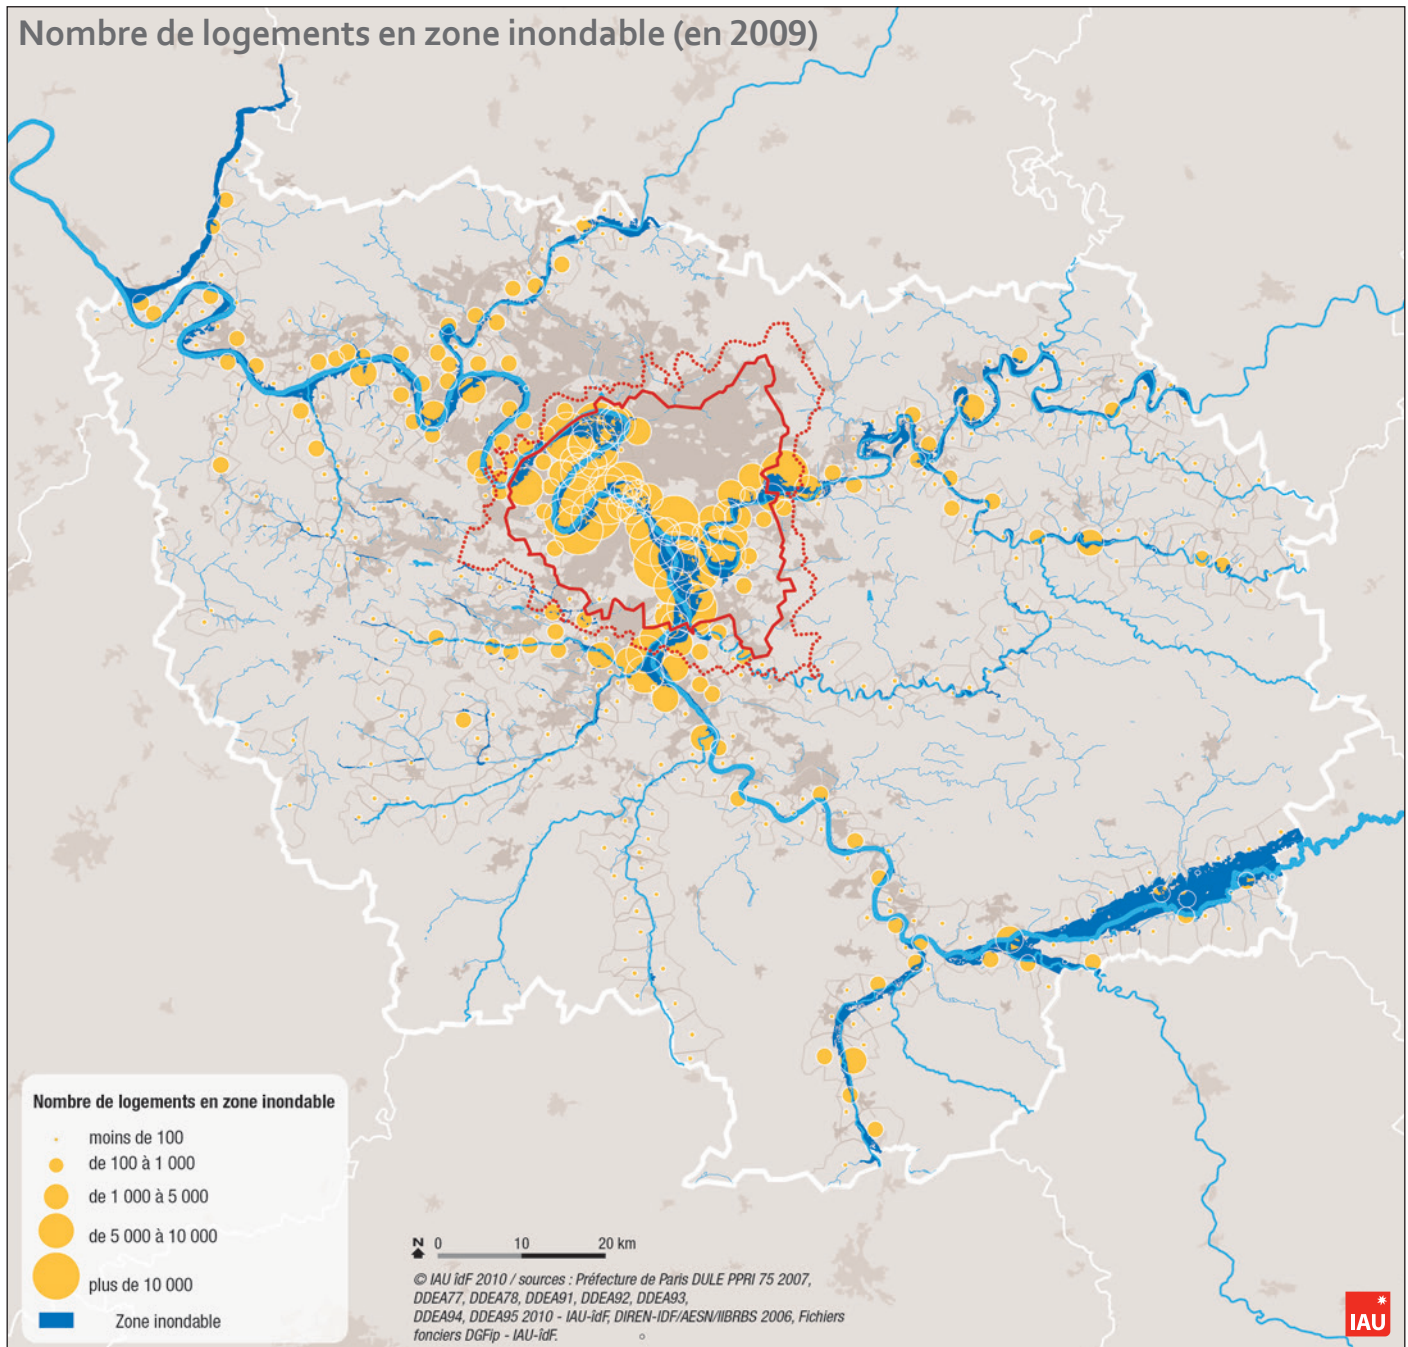 Nombre de logements en zone inondable (en 2009)
Nombre de logements en zone inondable
moins de 100
de 100 à 1 000
de 1 000 à 5 000
de 5 000 à 10 000
plus de 10 000
Zone inondable
N 0 10 20 km
© IAU îdF 2010 / sources : Préfecture de Paris DULE PPRI 75 2007,
DDEA77, DDEA78, DDEA91, DDEA92, DDEA93,
DDEA94, DDEA95 2010 - IAU-îdF, DIREN-IDF/AESN/IIBRBS 2006, Fichiers
fonciers DGFip - IAU-îdF.
IAU